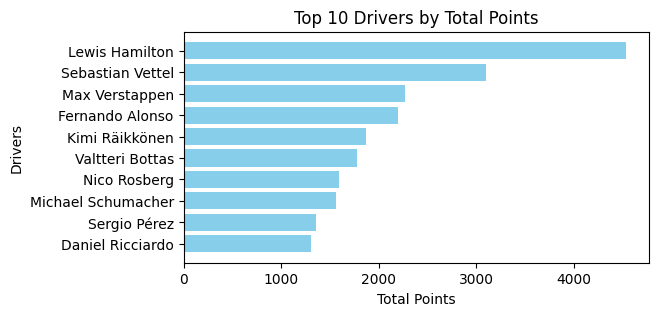 Top 10 Drivers by Total Points
Lewis Hamilton
Sebastian Vettel
Max Verstappen
Fernando Alonso
Kimi Räikkönen
Valtteri Bottas
Nico Rosberg
Michael Schumacher
Sergio Pérez
Daniel Ricciardo
Drivers
0 1000 2000 3000 4000
Total Points